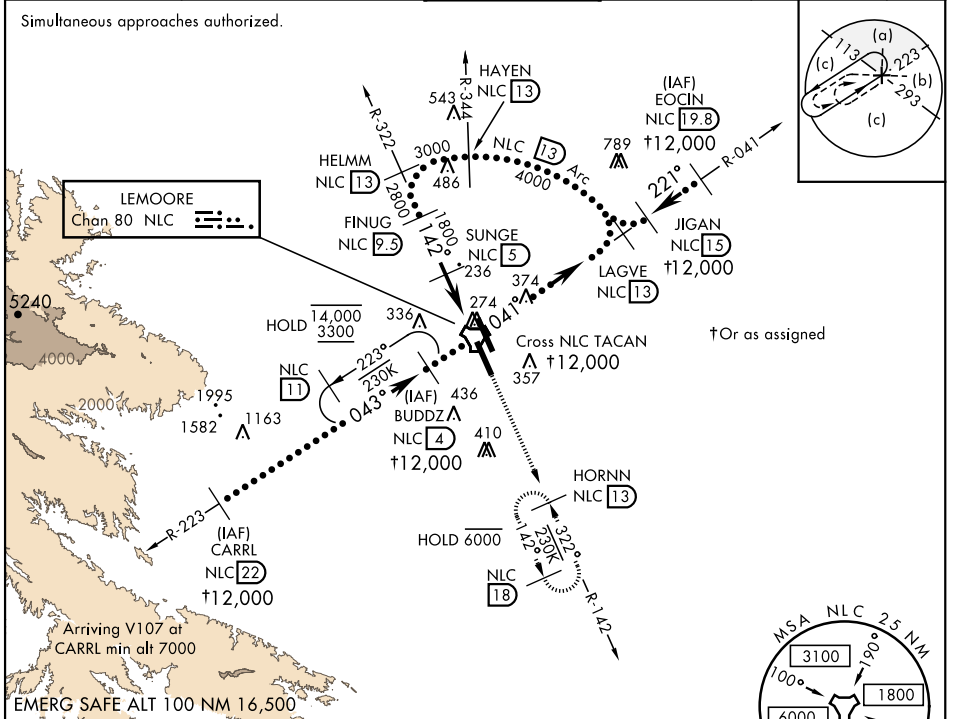 Simultaneous approaches authorized.
(a)
113
223
(c)
(b)
293
(c)
R-322
543
R-344
HAYEN
NLC 13
(IAF)
EOCIN
NLC 19.8
†12,000
R-041
HELMM
NLC 13
3000
486
NLC 13 Arc
4000
789
221°
2800
LEMOORE
Chan 80 NLC
FINUG
NLC 9.5
1800
142°
SUNGE
NLC 5
236
JIGAN
NLC 15
†12,000
LAGVE
NLC 13
374
041°
274
5240
4000
HOLD 14,000
3300
336
Cross NLC TACAN
†12,000
357
†Or as assigned
NLC
11
223°
230K
043°
2000
1995
1582
1163
(IAF)
BUDDZ
NLC 4
†12,000
436
410
HORNN
NLC 13
R-223
(IAF)
CARRL
NLC 22
†12,000
HOLD 6000
322°
230K
142°
NLC
18
R-142
Arriving V107 at
CARRL min alt 7000
EMERG SAFE ALT 100 NM 16,500
MSA NLC 25 NM
3100
190°
100°
1800
6000